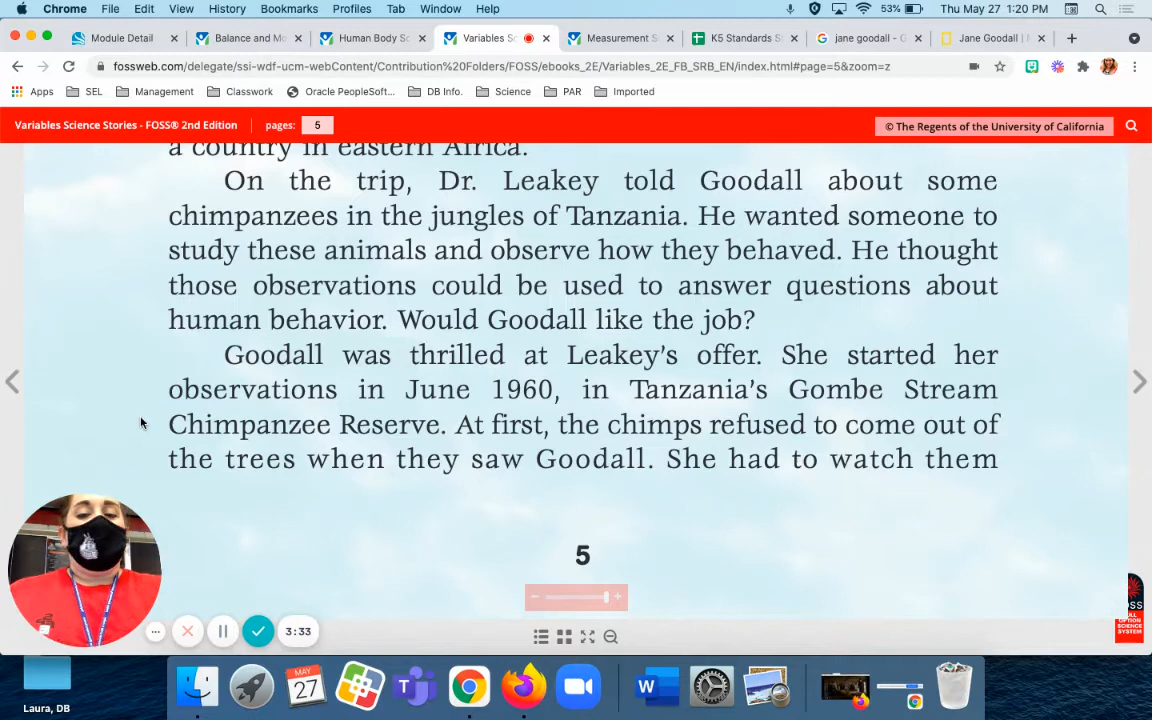 Chrome File Edit View History Bookmarks Profiles Tab Window Help 53% Thu May 27 1:20 PM
Module Detail Balance and Mo Human Body Sc Variables Sc Measurement S K5 Standards S jane goodall - G Jane Goodall | N
fossweb.com/delegate/ssi-wdf-ucm-webContent/Contribution%20Folders/FOSS/ebooks_2E/Variables_2E_FB_SRB_EN/index.html#page=5&zoom=z
Apps SEL Management Classwork Oracle PeopleSoft... DB Info. Science PAR Imported
Variables Science Stories - FOSS® 2nd Edition pages: 5 © The Regents of the University of California
a country in eastern Africa.
On the trip, Dr. Leakey told Goodall about some
chimpanzees in the jungles of Tanzania. He wanted someone to
study these animals and observe how they behaved. He thought
those observations could be used to answer questions about
human behavior. Would Goodall like the job?
Goodall was thrilled at Leakey's offer. She started her
observations in June 1960, in Tanzania's Gombe Stream
Chimpanzee Reserve. At first, the chimps refused to come out of
the trees when they saw Goodall. She had to watch them
5
3:33
OSS
FULL
OPTION
SCIENCE
SYSTEM
MAY
27
T
W
Laura, DB